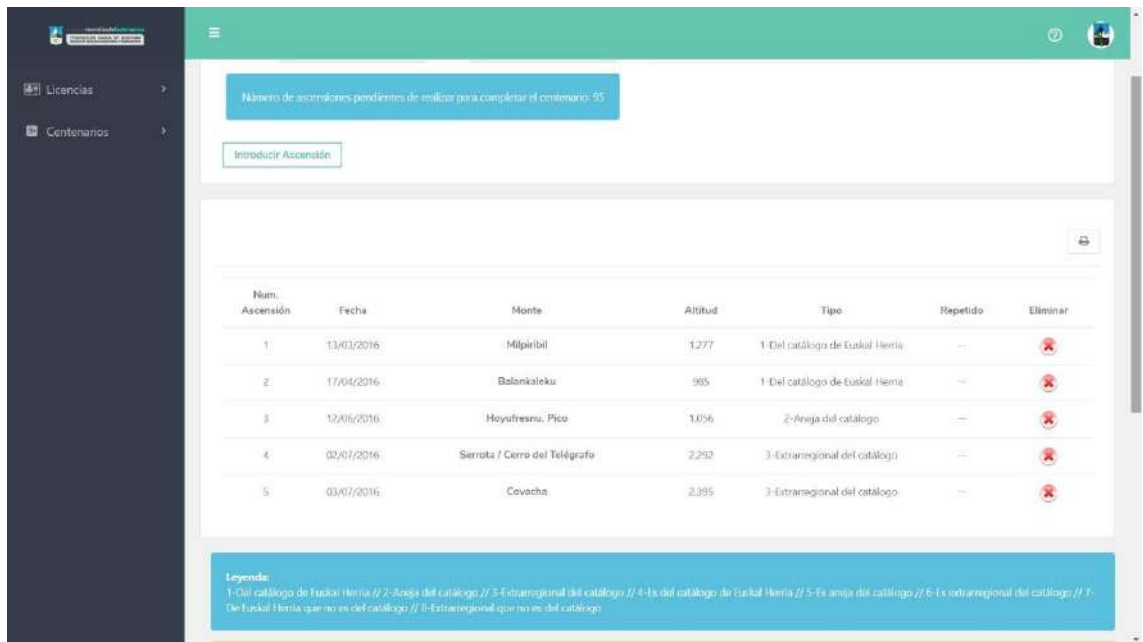 mendizale federazioa
Licencias
Número de ascensiones pendientes de realizar para completar el centenario: 95
Centenarios
Introducir Ascensión
Num. Ascensión Fecha Monte Altitud Tipo Repetido Eliminar
1 13/03/2016 Milpiribil 1.277 1-Del catálogo de Euskal Herria ---
2 17/04/2016 Balankaleku 985 1-Del catálogo de Euskal Herria ---
3 12/06/2016 Hoyufresnu, Pico 1.056 2-Aneja del catálogo ---
4 02/07/2016 Serrota / Cerro del Telégrafo 2.292 3-Extrarregional del catálogo ---
5 03/07/2016 Covacha 2.395 3-Extrarregional del catálogo ---
Leyenda:
1-Del catálogo de Euskal Herria // 2-Aneja del catálogo // 3-Extrarregional del catálogo // 4-Ex del catálogo de Euskal Herria // 5-Ex aneja del catálogo // 6-Ex extrarregional del catálogo // 7-
De Euskal Herria que no es del catálogo // 8-Extrarregional que no es del catálogo